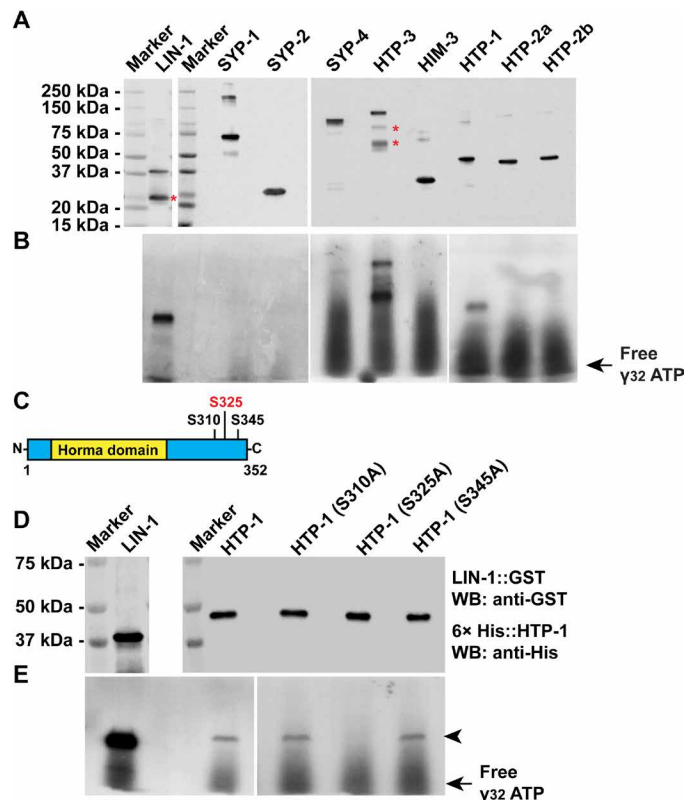 A
Marker
LIN-1
Marker
SYP-1
SYP-2
SYP-4
HTP-3
HIM-3
HTP-1
HTP-2a
HTP-2b
250 kDa -
150 kDa -
75 kDa -
50 kDa -
37 kDa -
20 kDa -
15 kDa -
*
*
*
B
Free
γ32 ATP
C
S325
S310
S345
N
Horma domain
C
1
352
D
Marker
LIN-1
Marker
HTP-1
HTP-1 (S310A)
HTP-1 (S325A)
HTP-1 (S345A)
75 kDa -
50 kDa -
37 kDa -
LIN-1::GST
WB: anti-GST
6× His::HTP-1
WB: anti-His
E
Free
γ32 ATP